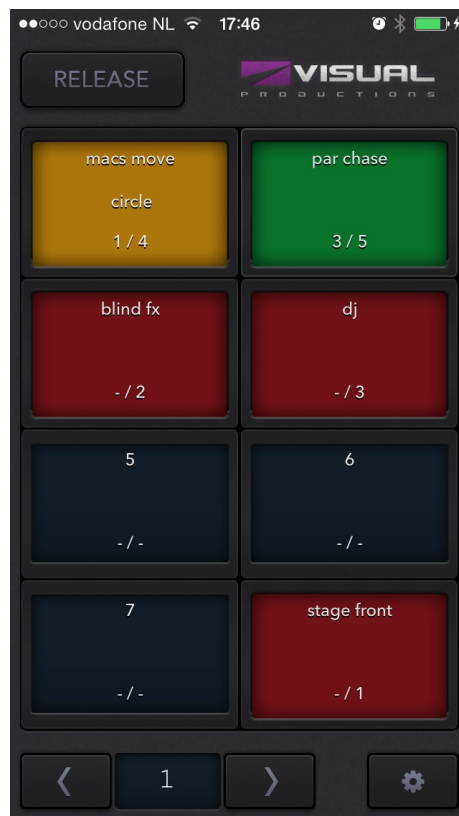 vodafone NL 17:46
RELEASE
VISUAL
PRODUCTIONS
macs move
circle
1 / 4
par chase
3 / 5
blind fx
- / 2
dj
- / 3
5
- / -
6
- / -
7
- / -
stage front
- / 1
1